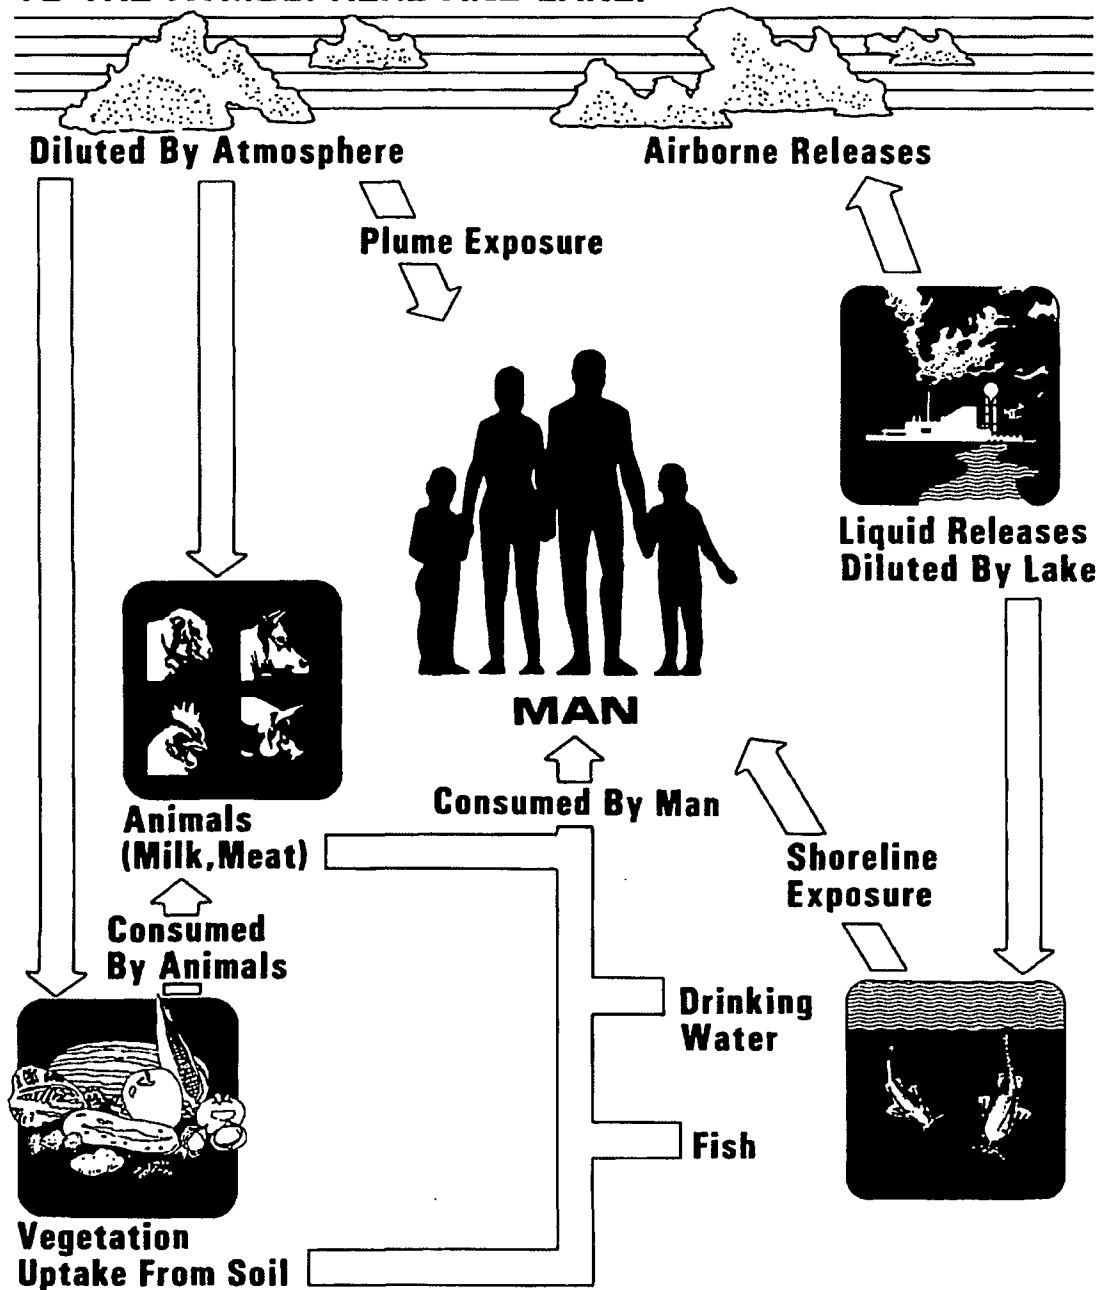 Diluted By Atmosphere
Airborne Releases
Plume Exposure
Liquid Releases
Diluted By Lake
MAN
Consumed By Man
Animals
(Milk,Meat)
Shoreline
Exposure
Consumed
By Animals
Drinking
Water
Fish
Vegetation
Uptake From Soil